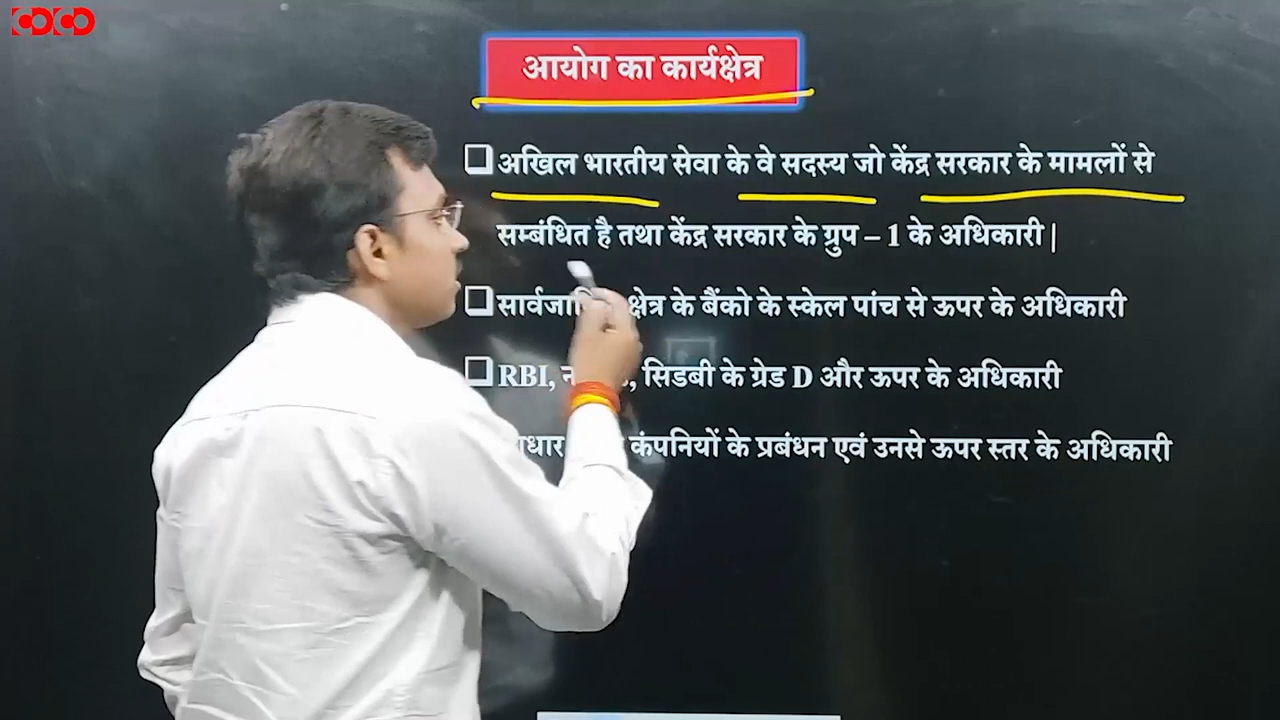 COCO
आयोग का कार्यक्षेत्र
अखिल भारतीय सेवा के वे सदस्य जो केंद्र सरकार के मामलों से
सम्बंधित है तथा केंद्र सरकार के ग्रुप – 1 के अधिकारी |
क्षेत्र के बैंको के स्केल पांच से ऊपर के अधिकारी
RBI, सिडबी के ग्रेड D और ऊपर के अधिकारी
कंपनियों के प्रबंधन एवं उनसे ऊपर स्तर के अधिकारी